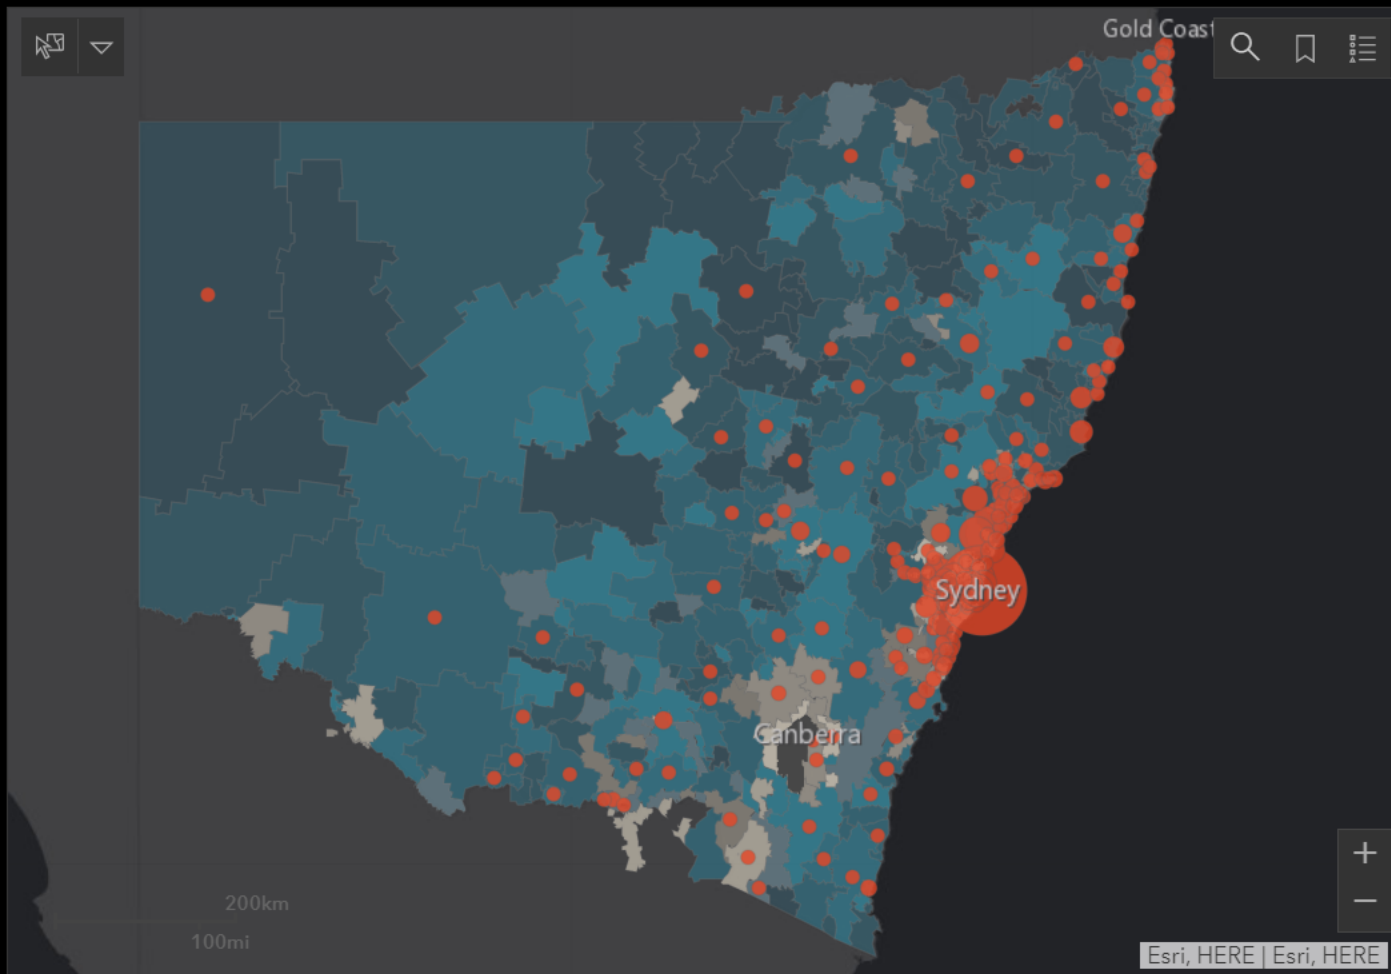 Gold Coast
Sydney
Canberra
200km
100mi
Esri, HERE | Esri, HERE